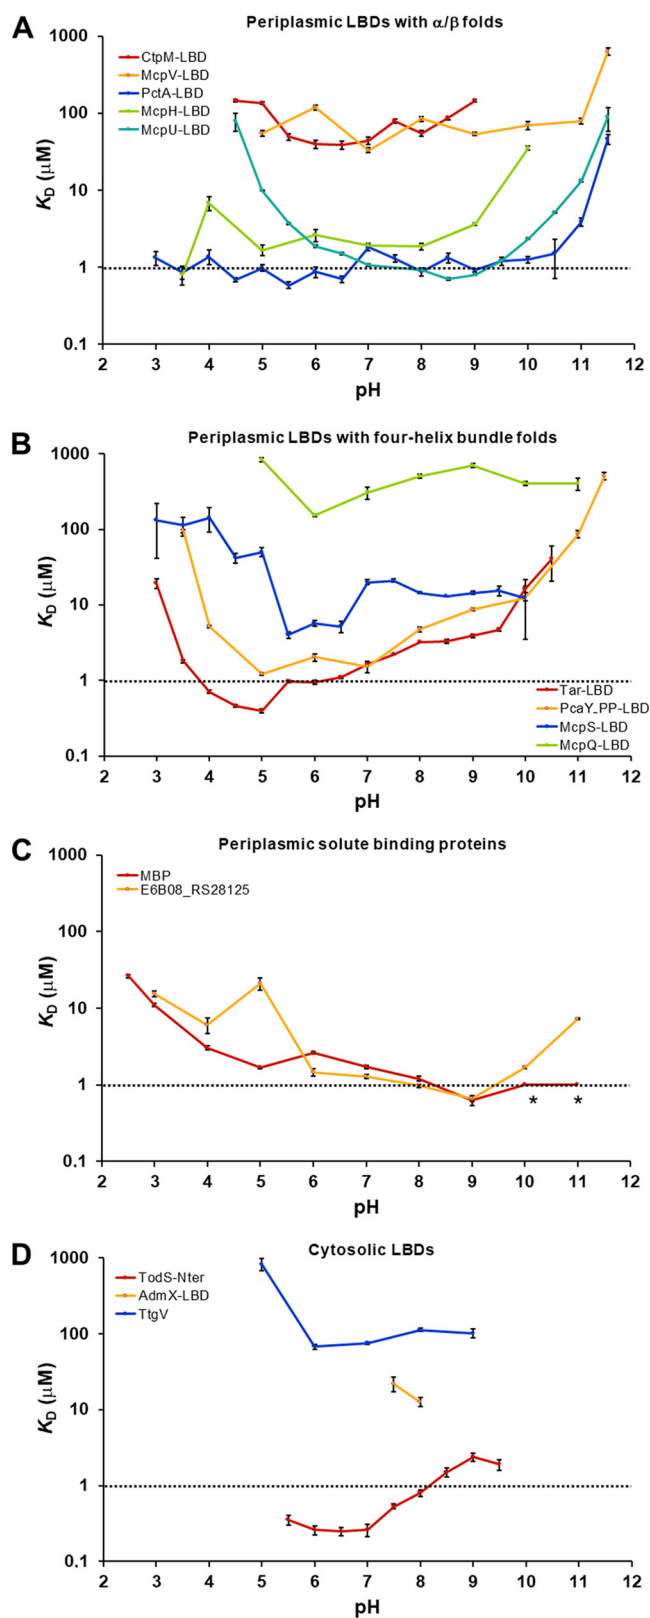 A
Periplasmic LBDs with α/β folds
1000
100
10
1
0.1
K_D (μM)
CtpM-LBD
McpV-LBD
PctA-LBD
McpH-LBD
McpU-LBD
2 3 4 5 6 7 8 9 10 11 12
pH
B
Periplasmic LBDs with four-helix bundle folds
1000
100
10
1
0.1
K_D (μM)
Tar-LBD
PcaY_PP-LBD
McpS-LBD
McpQ-LBD
2 3 4 5 6 7 8 9 10 11 12
pH
C
Periplasmic solute binding proteins
1000
100
10
1
0.1
K_D (μM)
MBP
E6B08_RS28125
* *
2 3 4 5 6 7 8 9 10 11 12
pH
D
Cytosolic LBDs
1000
100
10
1
0.1
K_D (μM)
TodS-Nter
AdmX-LBD
TtgV
2 3 4 5 6 7 8 9 10 11 12
pH